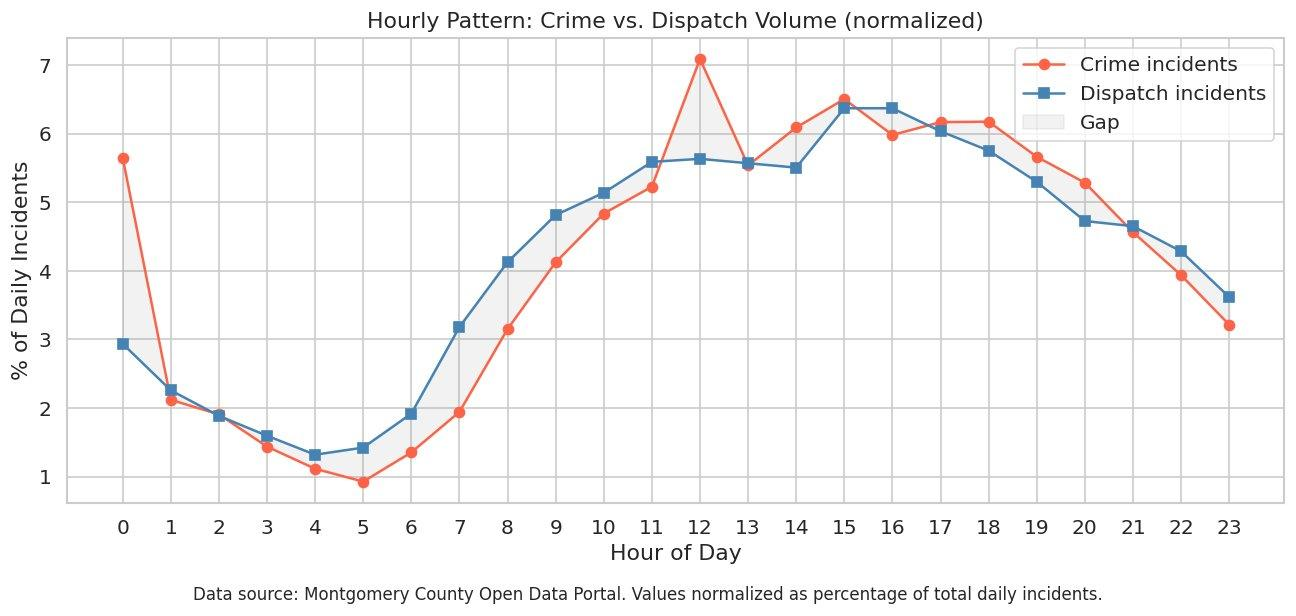 Hourly Pattern: Crime vs. Dispatch Volume (normalized)
Crime incidents
Dispatch incidents
Gap
% of Daily Incidents
7
6
5
4
3
2
1
0 1 2 3 4 5 6 7 8 9 10 11 12 13 14 15 16 17 18 19 20 21 22 23
Hour of Day
Data source: Montgomery County Open Data Portal. Values normalized as percentage of total daily incidents.